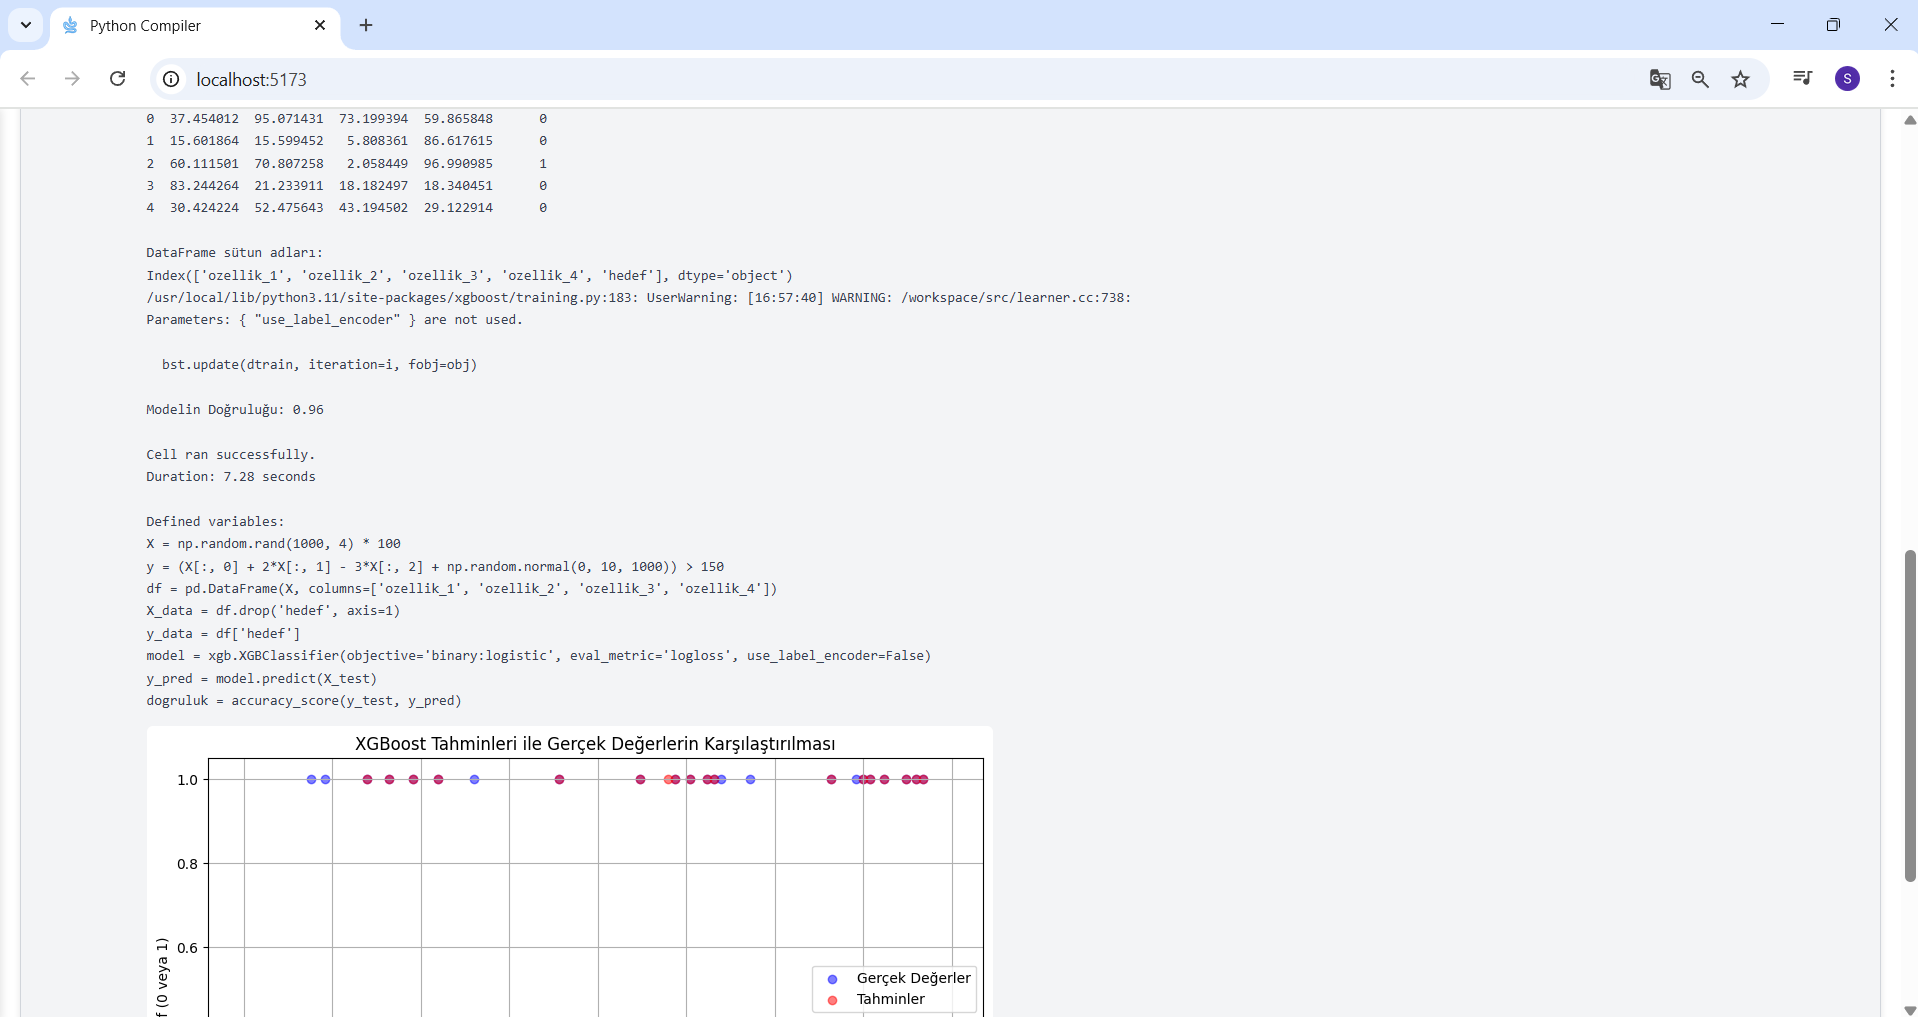 Python Compiler
localhost:5173
S
0 37.454012 95.071431 73.199394 59.865848 0
1 15.601864 15.599452 5.808361 86.617615 0
2 60.111501 70.807258 2.058449 96.990985 1
3 83.244264 21.233911 18.182497 18.340451 0
4 30.424224 52.475643 43.194502 29.122914 0
DataFrame sütun adları:
Index(['ozellik_1', 'ozellik_2', 'ozellik_3', 'ozellik_4', 'hedef'], dtype='object')
/usr/local/lib/python3.11/site-packages/xgboost/training.py:183: UserWarning: [16:57:40] WARNING: /workspace/src/learner.cc:738:
Parameters: { "use_label_encoder" } are not used.
bst.update(dtrain, iteration=i, fobj=obj)
Modelin Doğruluğu: 0.96
Cell ran successfully.
Duration: 7.28 seconds
Defined variables:
X = np.random.rand(1000, 4) * 100
y = (X[:, 0] + 2*X[:, 1] - 3*X[:, 2] + np.random.normal(0, 10, 1000)) > 150
df = pd.DataFrame(X, columns=['ozellik_1', 'ozellik_2', 'ozellik_3', 'ozellik_4'])
X_data = df.drop('hedef', axis=1)
y_data = df['hedef']
model = xgb.XGBClassifier(objective='binary:logistic', eval_metric='logloss', use_label_encoder=False)
y_pred = model.predict(X_test)
dogruluk = accuracy_score(y_test, y_pred)
XGBoost Tahminleri ile Gerçek Değerlerin Karşılaştırılması
1.0
0.8
0.6
f (0 veya 1)
Gerçek Değerler
Tahminler